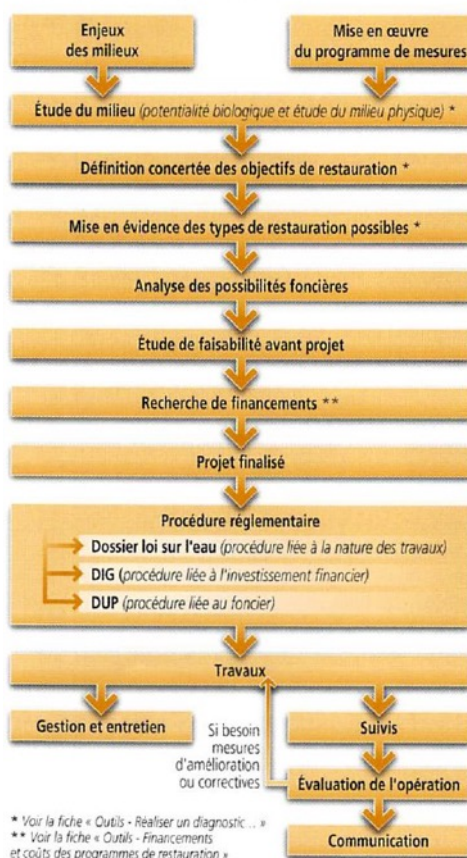 Enjeux
des milieux
Mise en œuvre
du programme de mesures
Étude du milieu (potentialité biologique et étude du milieu physique) *
Définition concertée des objectifs de restauration *
Mise en évidence des types de restauration possibles *
Analyse des possibilités foncières
Étude de faisabilité avant projet
Recherche de financements **
Projet finalisé
Procédure réglementaire
Dossier loi sur l'eau (procédure liée à la nature des travaux)
DIG (procédure liée à l'investissement financier)
DUP (procédure liée au foncier)
Travaux
Gestion et entretien
Si besoin
mesures
d'amélioration
ou correctives
Suivis
Évaluation de l'opération
Communication
* Voir la fiche « Outils - Réaliser un diagnostic ... »
** Voir la fiche « Outils - Financements
et coûts des programmes de restauration »